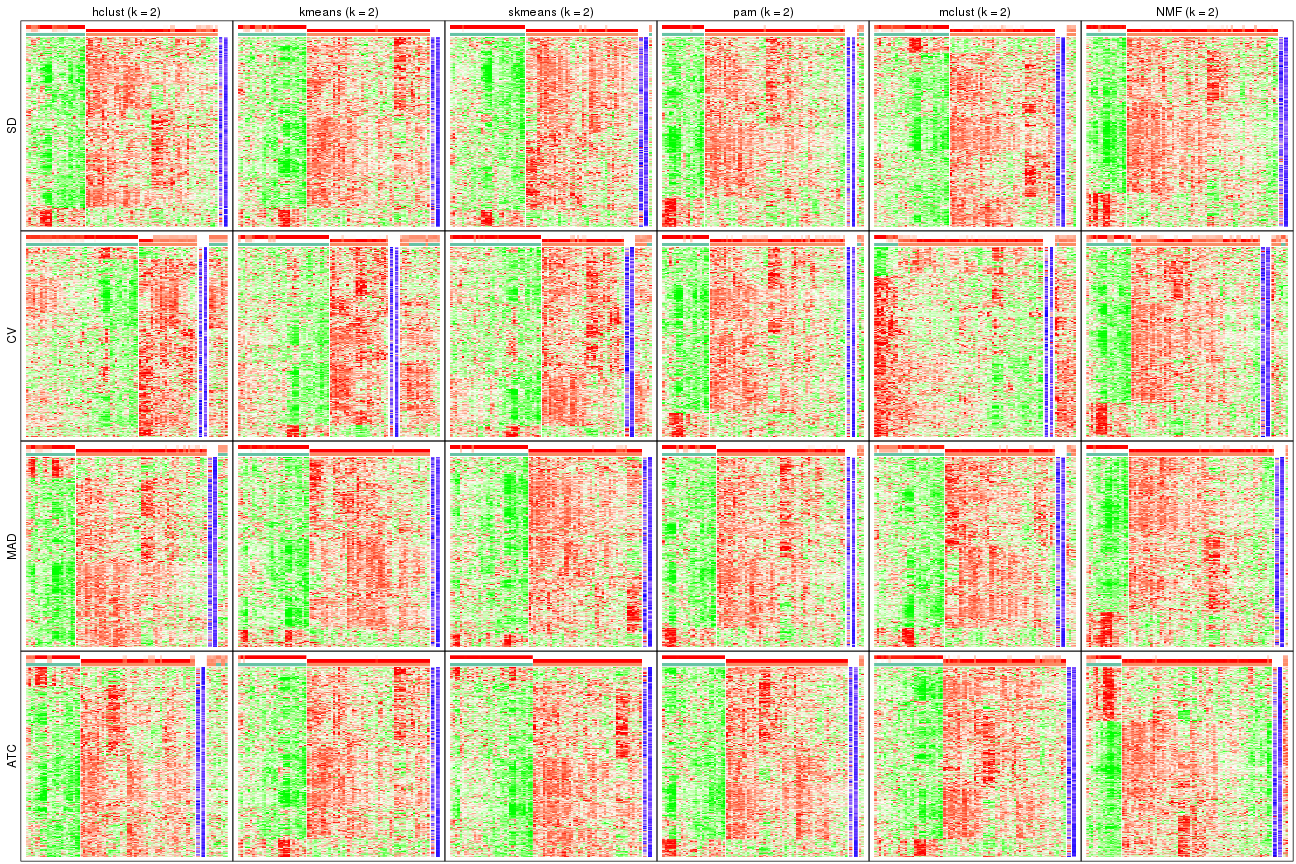 hclust (k = 2) kmeans (k = 2) skmeans (k = 2) pam (k = 2) mclust (k = 2) NMF (k = 2)
SD
CV
MAD
ATC